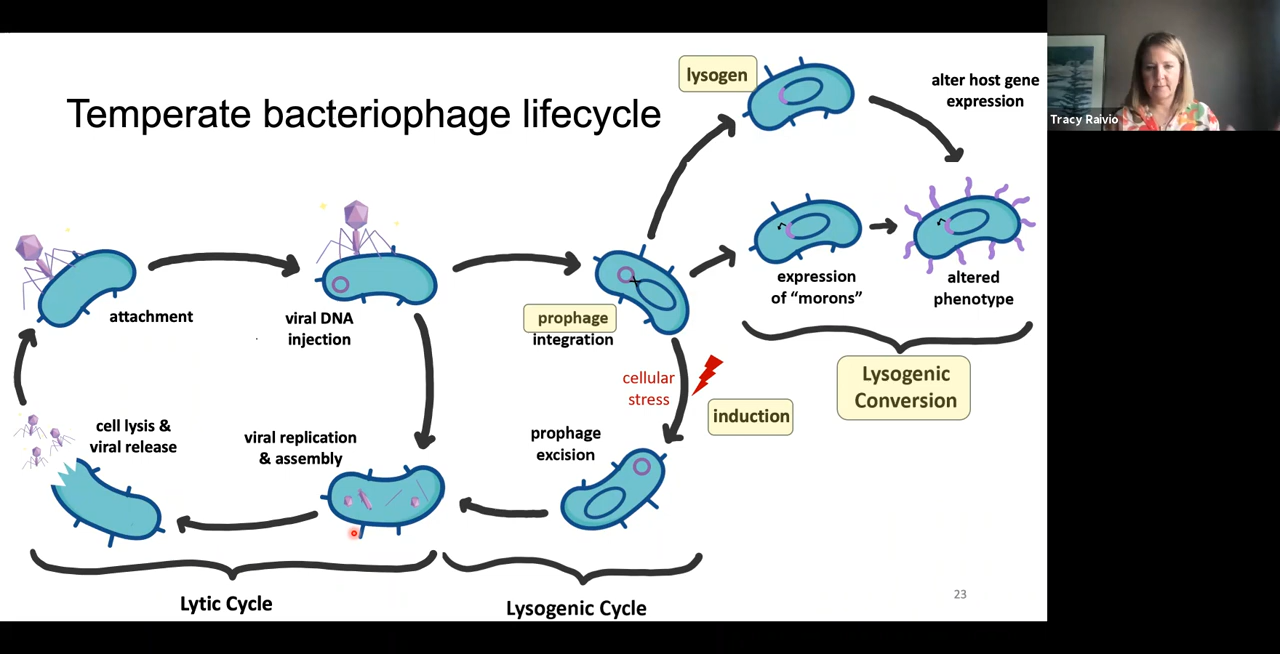 Temperate bacteriophage lifecycle
lysogen
alter host gene
expression
Tracy Raivio
attachment
viral DNA
injection
prophage
integration
expression
of “morons”
altered
phenotype
Lysogenic
Conversion
cellular
stress
induction
cell lysis &
viral release
viral replication
& assembly
prophage
excision
Lytic Cycle
Lysogenic Cycle
23